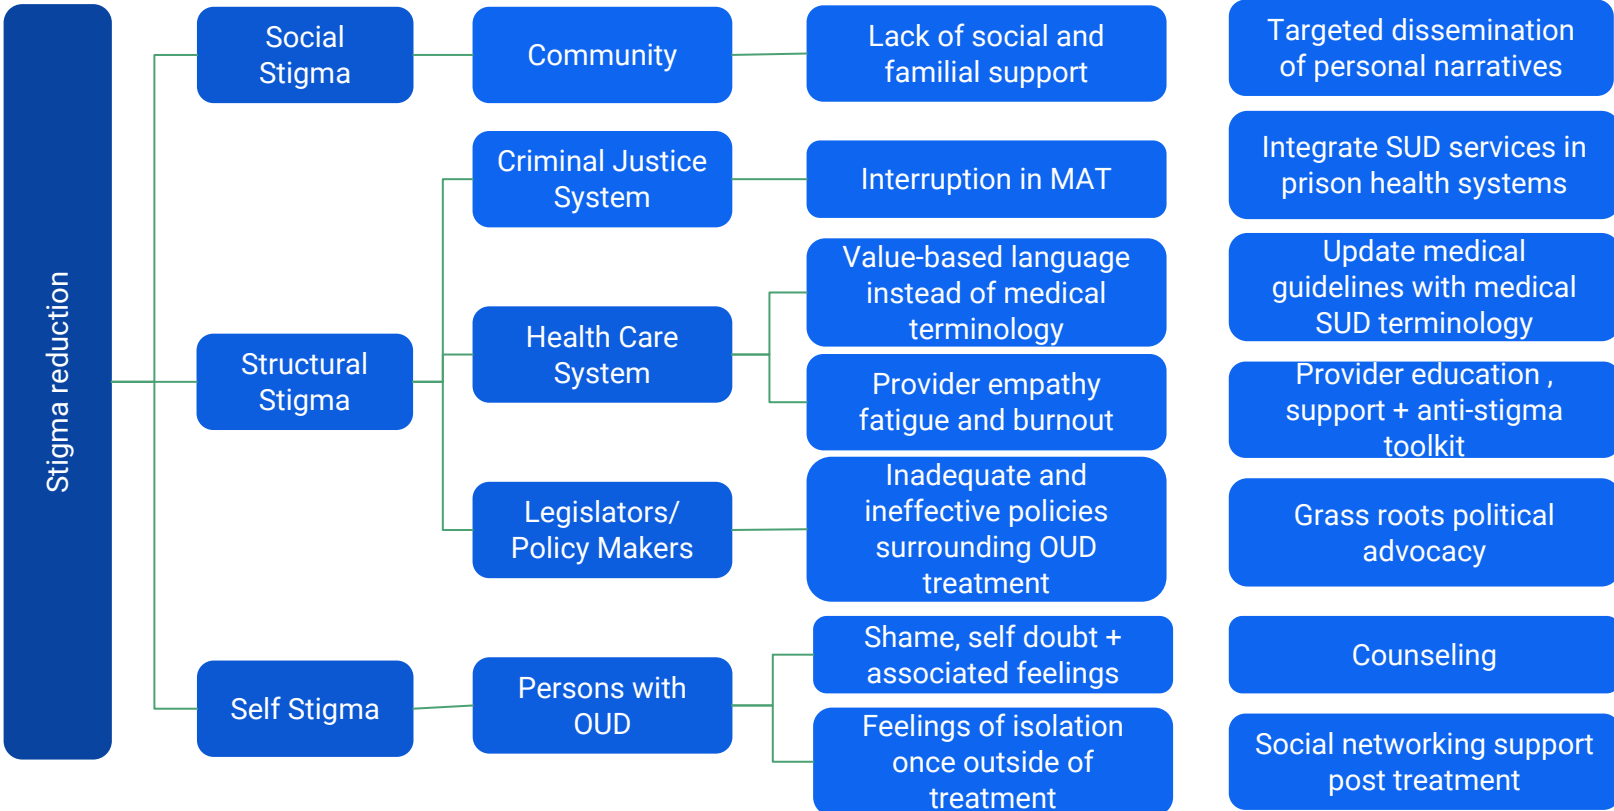 Stigma reduction
Social
Stigma
Community
Lack of social and
familial support
Targeted dissemination
of personal narratives
Criminal Justice
System
Interruption in MAT
Integrate SUD services in
prison health systems
Structural
Stigma
Health Care
System
Value-based language
instead of medical
terminology
Update medical
guidelines with medical
SUD terminology
Provider empathy
fatigue and burnout
Provider education ,
support + anti-stigma
toolkit
Legislators/
Policy Makers
Inadequate and
ineffective policies
surrounding OUD
treatment
Grass roots political
advocacy
Self Stigma
Persons with
OUD
Shame, self doubt +
associated feelings
Counseling
Feelings of isolation
once outside of
treatment
Social networking support
post treatment